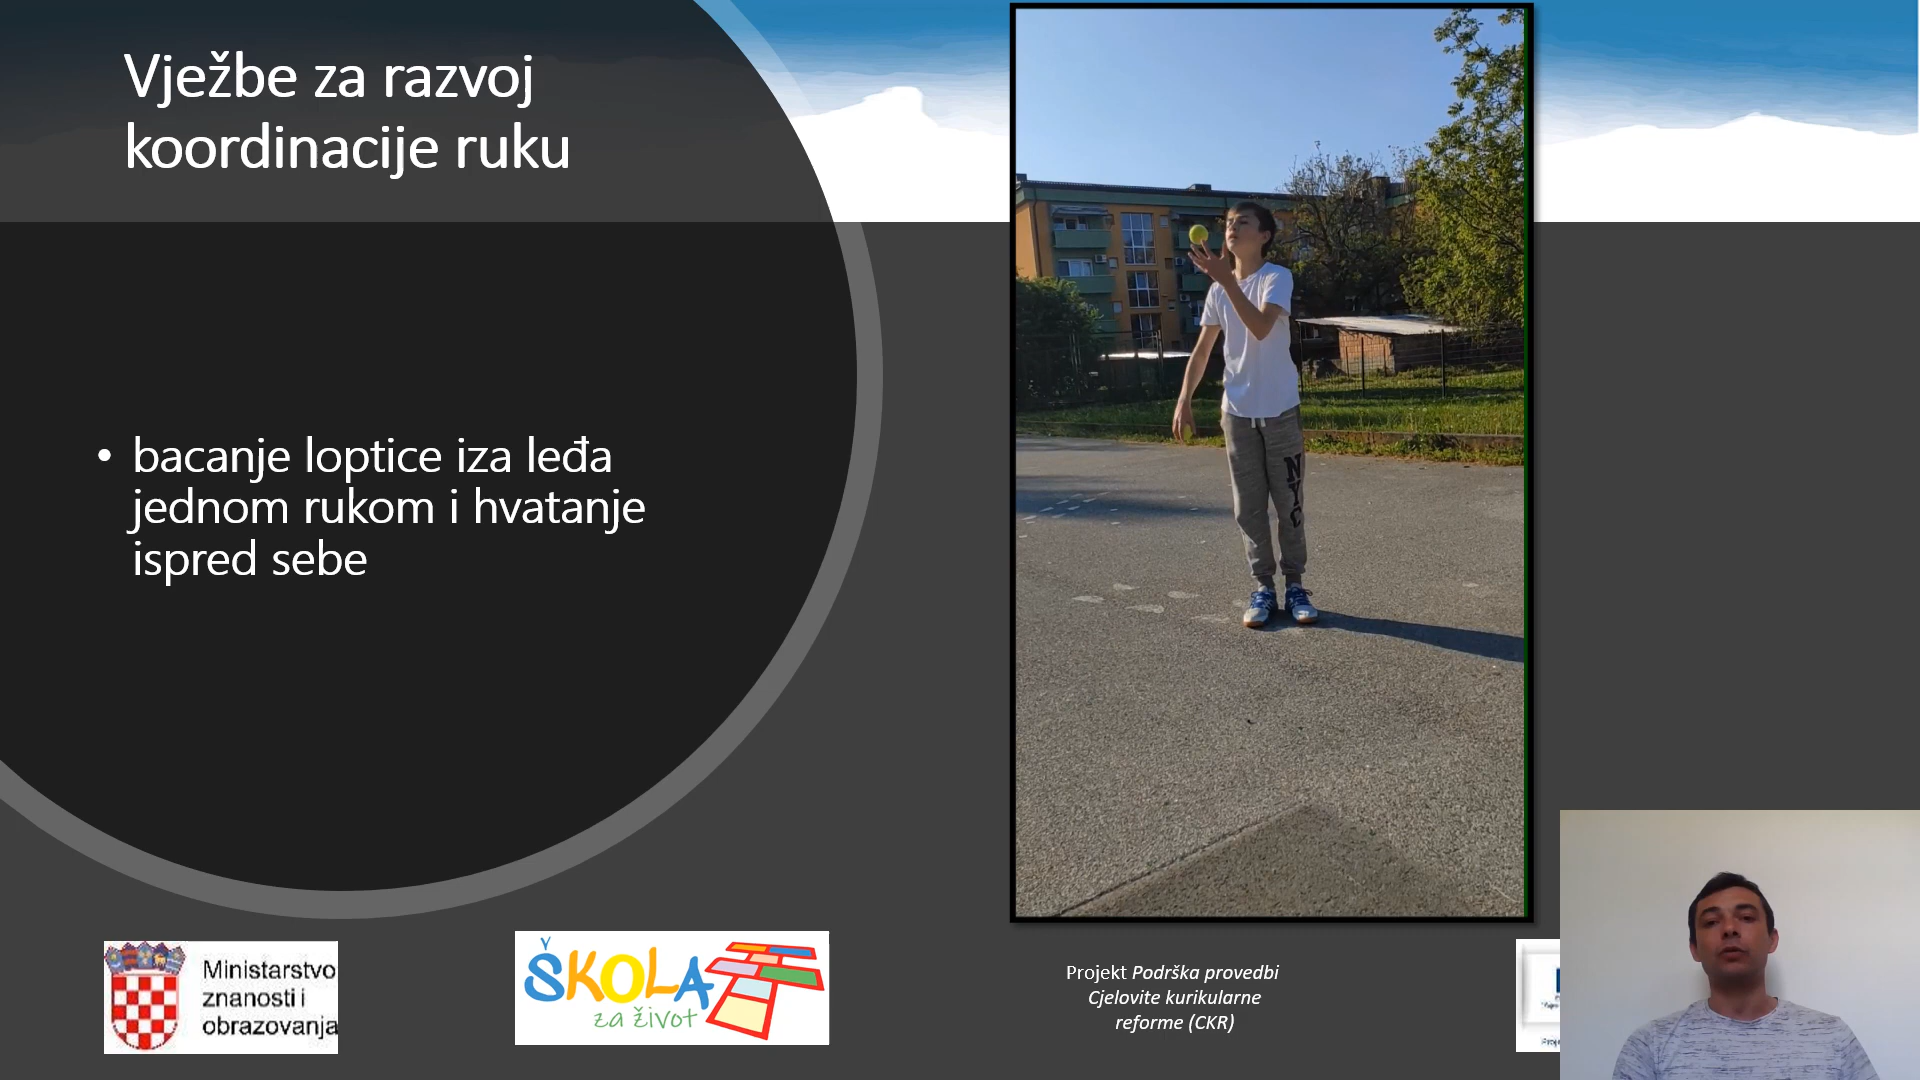 Vježbe za razvoj
koordinacije ruku
• bacanje loptice iza leđa
jednom rukom i hvatanje
ispred sebe
NYC
Ministarstvo
znanosti i
obrazovanja
ŠKOLA
za život
Projekt Podrška provedbi
Cjelovite kurikularne
reforme (CKR)